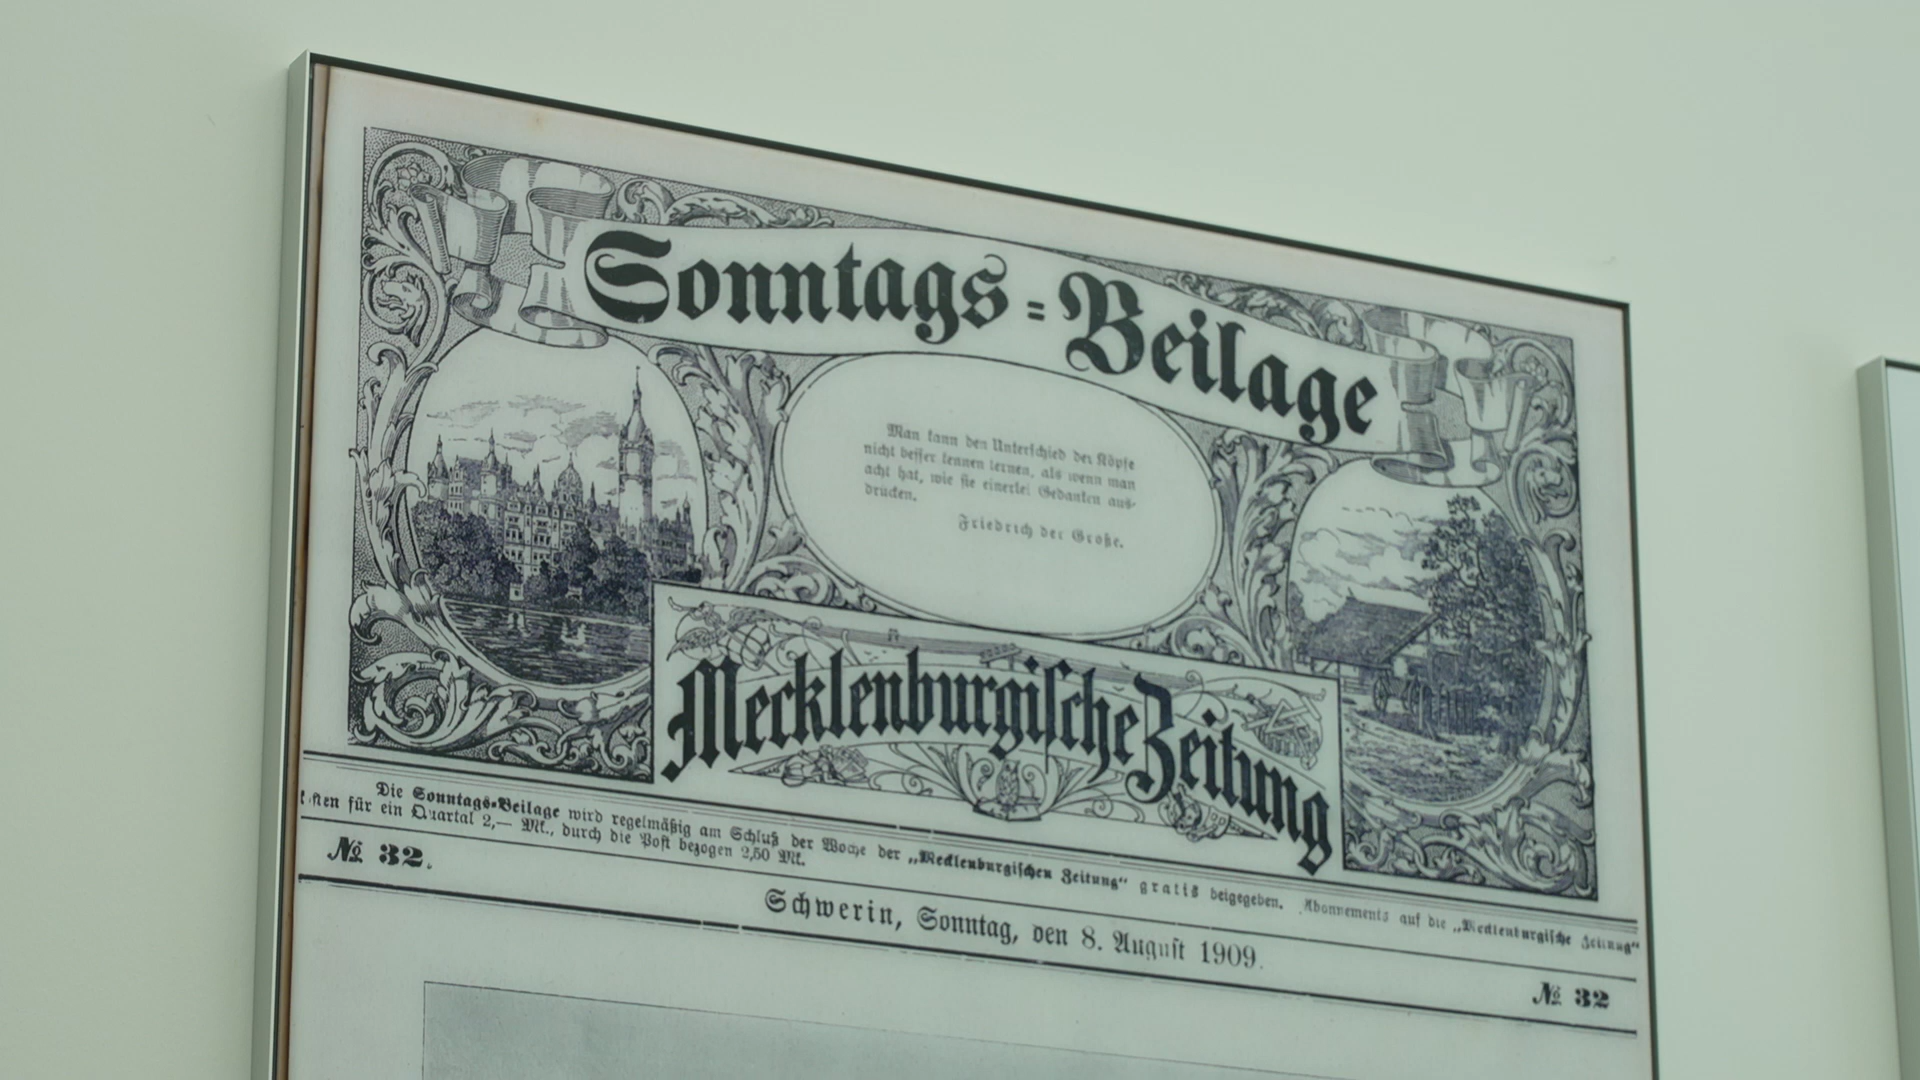 Sonntags=Beilage
Man kann den Unterschied der Köpfe
nicht besser kennen lernen, als wenn man
acht hat, wie sie einerlei Gedanken aus-
drücken.
Friedrich der Große.
Mecklenburgische Zeitung
Die Sonntags-Beilage wird regelmäßig am Schluß der Woche der „Mecklenburgischen Zeitung“ gratis beigegeben. Abonnements auf die „Mecklenburgische Zeitung“
kosten für ein Quartal 2,— Mk., durch die Post bezogen 2,50 Mk.
№ 32.
Schwerin, Sonntag, den 8. August 1909.
№ 32